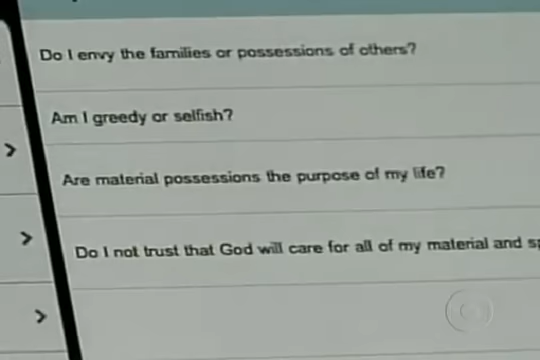 Do I envy the families or possessions of others?
Am I greedy or selfish?
Are material possessions the purpose of my life?
Do I not trust that God will care for all of my material and sp